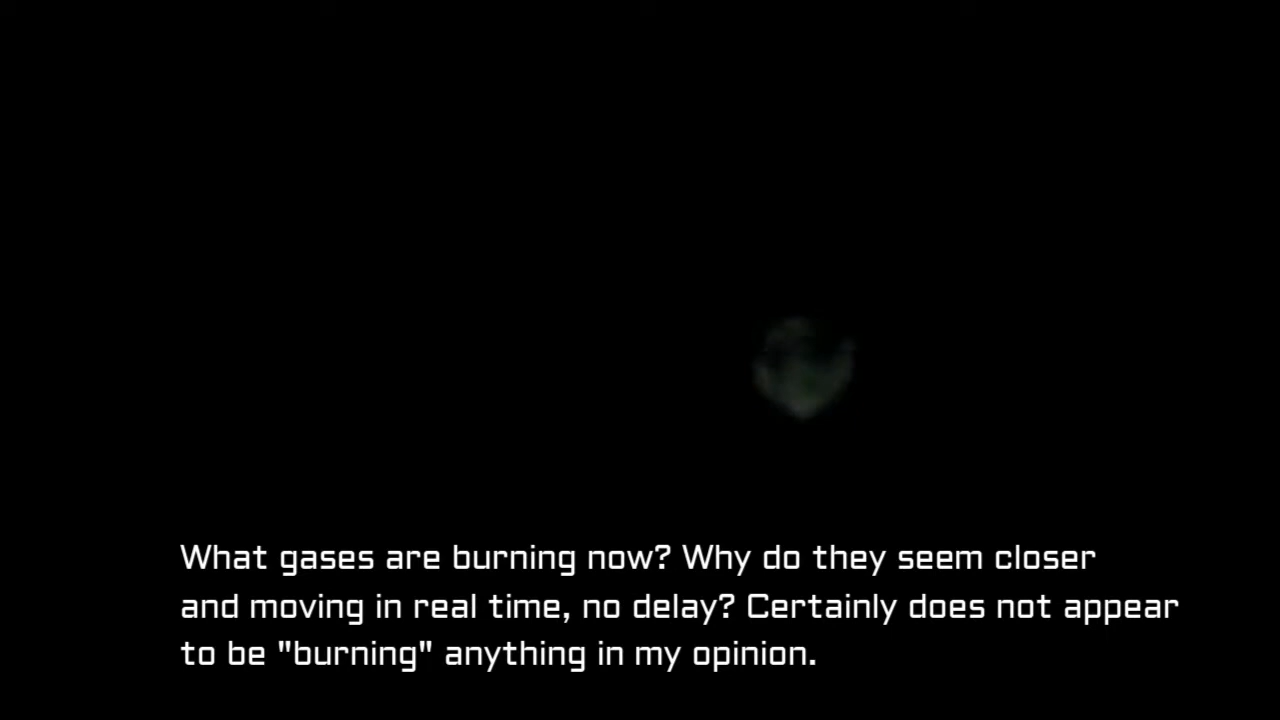 What gases are burning now? Why do they seem closer
and moving in real time, no delay? Certainly does not appear
to be "burning" anything in my opinion.